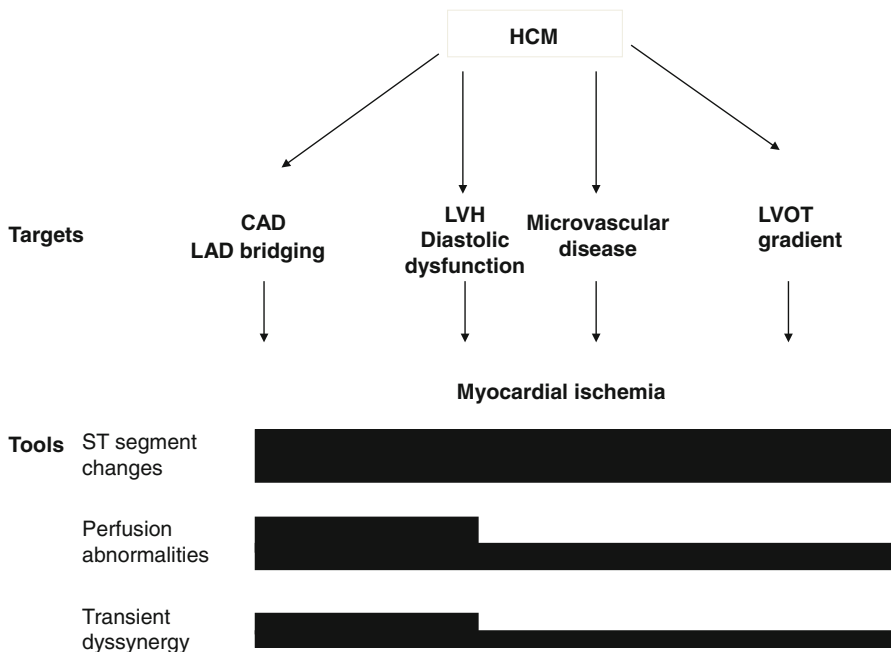 HCM
Targets
CAD
LAD bridging
LVH
Diastolic
dysfunction
Microvascular
disease
LVOT
gradient
Myocardial ischemia
Tools
ST segment
changes
Perfusion
abnormalities
Transient
dyssynergy